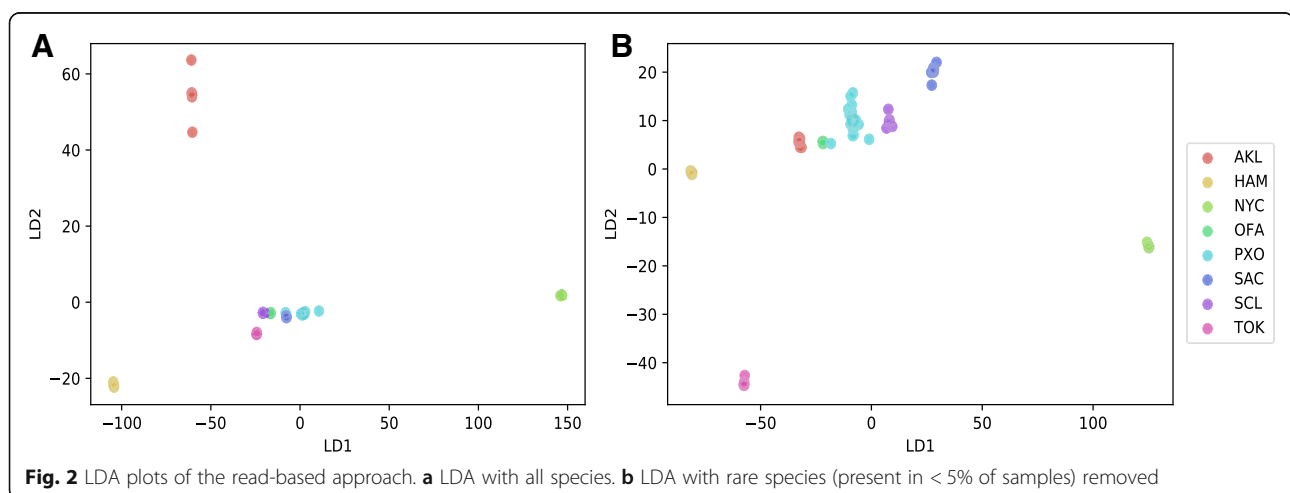 A
60
40
20
0
−20
LD2
−100
−50
0
50
100
150
LD1
B
20
10
0
−10
−20
−30
−40
LD2
−50
0
50
100
LD1
AKL
HAM
NYC
OFA
PXO
SAC
SCL
TOK
Fig. 2 LDA plots of the read-based approach. a LDA with all species. b LDA with rare species (present in < 5% of samples) removed